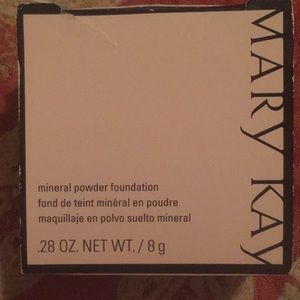 MARY KAY
mineral powder foundation
fond de teint minéral en poudre
maquillaje en polvo suelto mineral
.28 OZ. NET WT. / 8 g